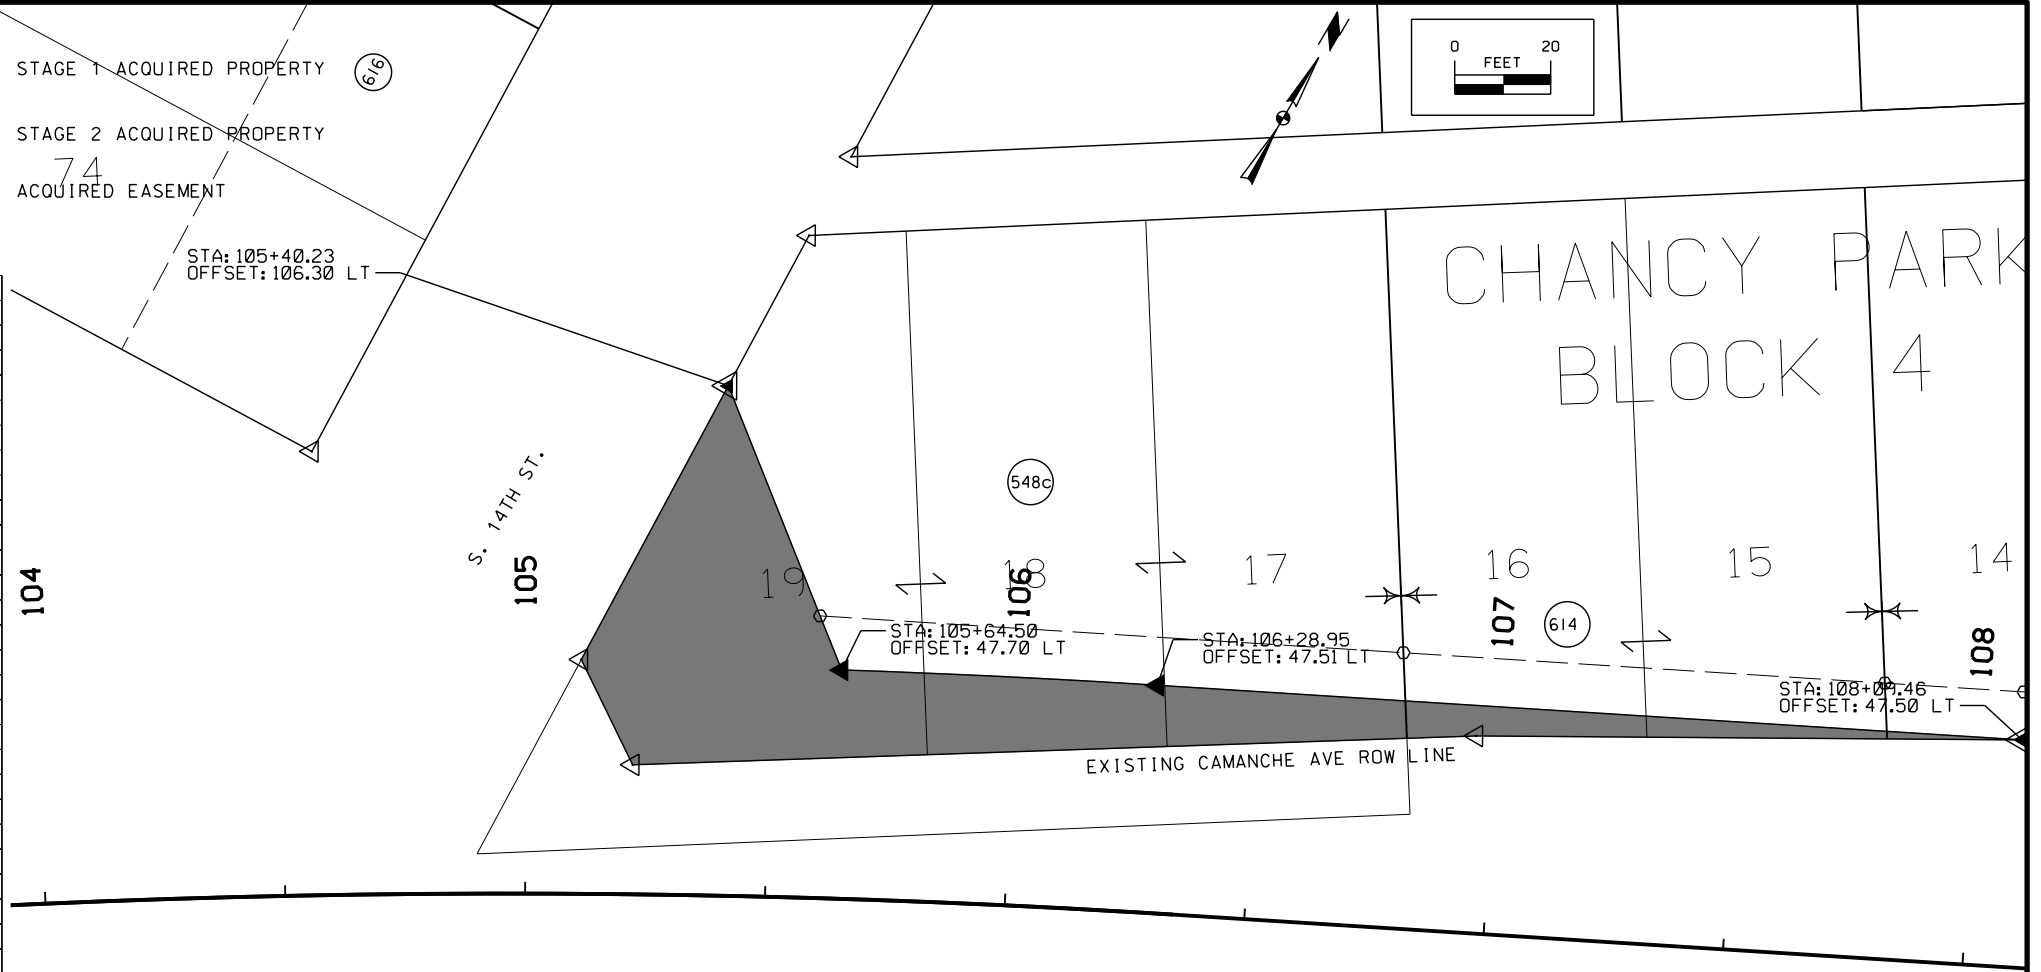 STAGE 1 ACQUIRED PROPERTY
616
STAGE 2 ACQUIRED PROPERTY
74
ACQUIRED EASEMENT
0 20
FEET
STA:105+40.23
OFFSET:106.30 LT
CHANCY PARK
BLOCK 4
S. 14TH ST.
548c
104
105
106
107
108
19
18
17
16
15
14
614
STA:105+64.50
OFFSET:47.70 LT
STA:106+28.95
OFFSET:47.51 LT
STA:108+09.46
OFFSET:47.50 LT
EXISTING CAMANCHE AVE ROW LINE